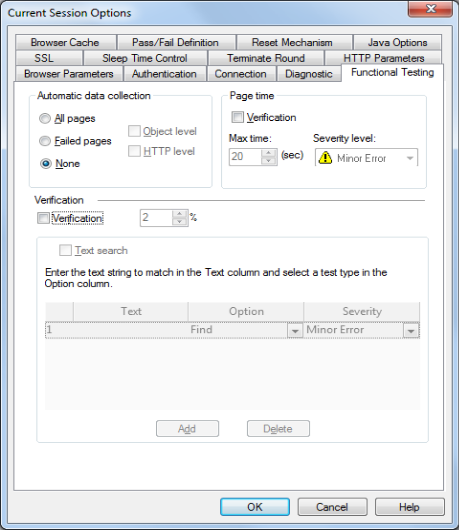 Current Session Options
Browser Cache Pass/Fail Definition Reset Mechanism Java Options
SSL Sleep Time Control Terminate Round HTTP Parameters
Browser Parameters Authentication Connection Diagnostic Functional Testing
Automatic data collection
All pages
Failed pages
None
Object level
HTTP level
Page time
Verification
Max time: Severity level:
20 (sec) Minor Error
Verification
Verification 2 %
Text search
Enter the text string to match in the Text column and select a test type in the
Option column.
Text Option Severity
1 Find Minor Error
Add Delete
OK Cancel Help